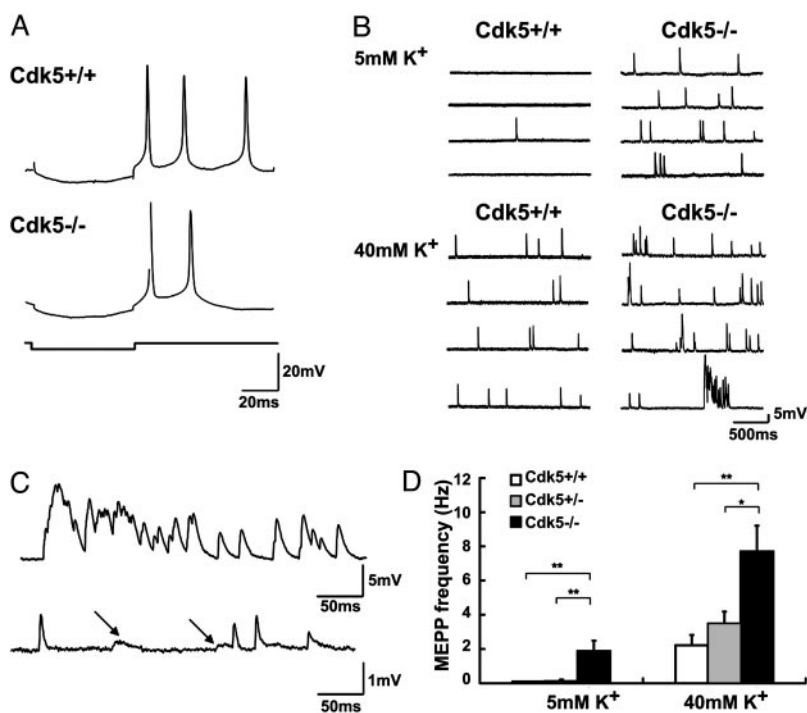 A
Cdk5+/+
Cdk5-/-
20mV
20ms
B
Cdk5+/+ Cdk5-/-
5mM K+
Cdk5+/+ Cdk5-/-
40mM K+
5mV
500ms
C
5mV
50ms
1mV
50ms
D
MEPP frequency (Hz)
12
10
8
6
4
2
0
Cdk5+/+
Cdk5+/-
Cdk5-/-
**
*
**
**
5mM K+ 40mM K+